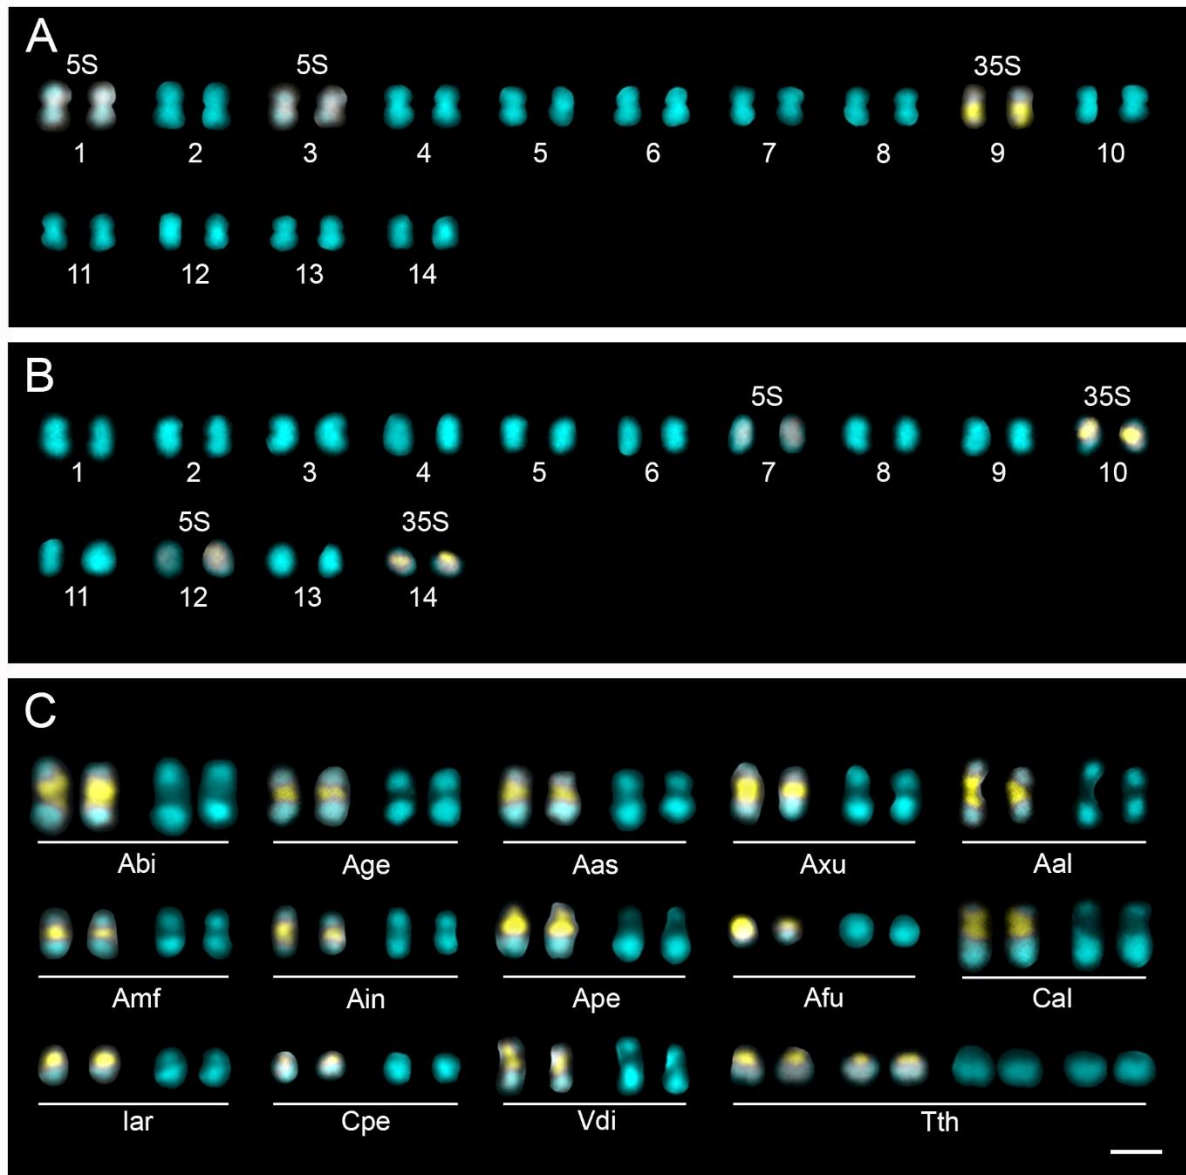 A
5S 5S 35S
1 2 3 4 5 6 7 8 9 10
11 12 13 14
B
5S 35S
1 2 3 4 5 6 7 8 9 10
5S 35S
11 12 13 14
C
Abi Age Aas Axu Aal
Amf Ain Ape Afu Cal
Iar Cpe Vdi Tth